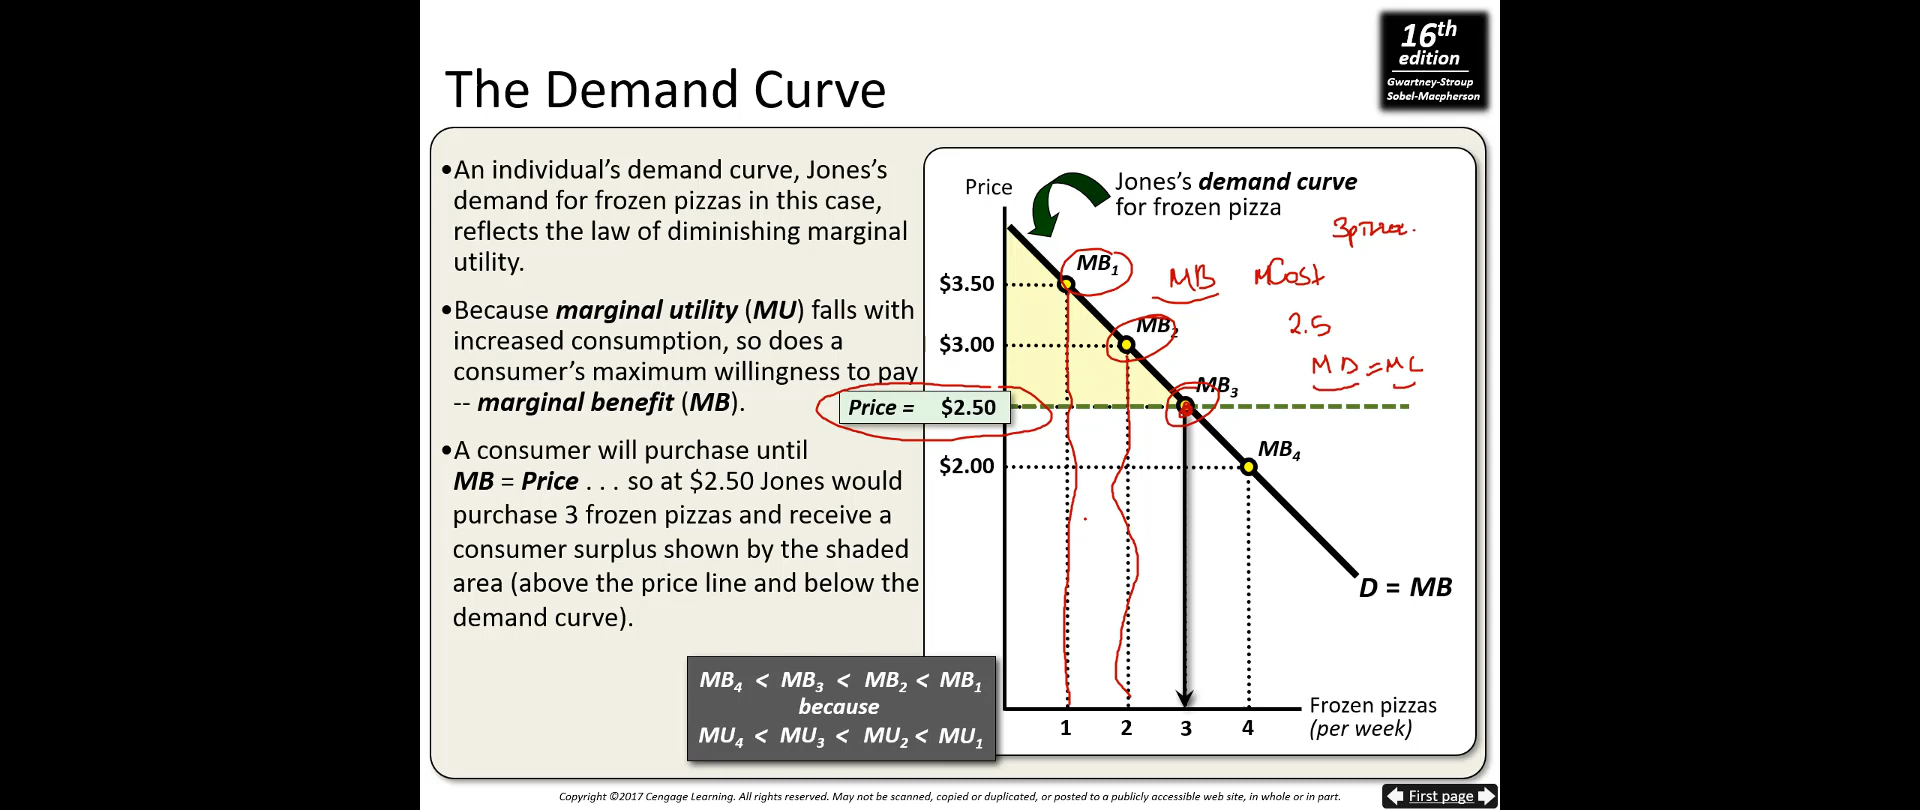 16th
edition
Gwartney-Stroup
Sobel-Macpherson
The Demand Curve
•An individual’s demand curve, Jones’s
demand for frozen pizzas in this case,
reflects the law of diminishing marginal
utility.
•Because marginal utility (MU) falls with
increased consumption, so does a
consumer’s maximum willingness to pay
-- marginal benefit (MB).
•A consumer will purchase until
MB = Price . . . so at $2.50 Jones would
purchase 3 frozen pizzas and receive a
consumer surplus shown by the shaded
area (above the price line and below the
demand curve).
MB4 < MB3 < MB2 < MB1
because
MU4 < MU3 < MU2 < MU1
Price
Jones’s demand curve
for frozen pizza
$3.50
$3.00
Price = $2.50
$2.00
MB1
MB2
MB3
MB4
MB MCost
2.5
D = MB
1 2 3 4
Frozen pizzas
(per week)
Copyright ©2017 Cengage Learning. All rights reserved. May not be scanned, copied or duplicated, or posted to a publicly accessible web site, in whole or in part.
First page